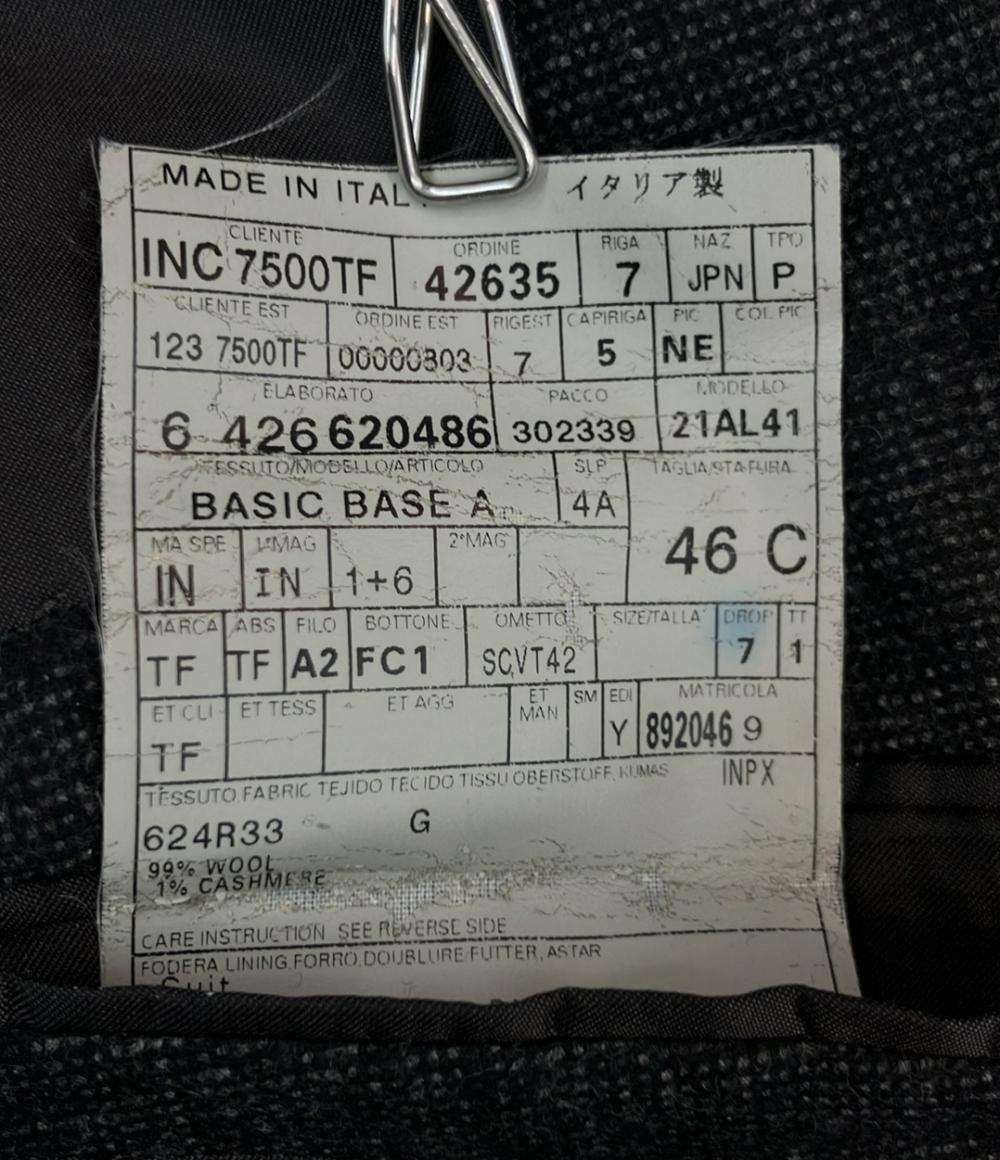 MADE IN ITAL イタリア製
CLIENTE ORDINE RIGA NAZ TPO
INC 7500TF 42635 7 JPN P
CLIENTE EST ORDINE EST RIGEST CAPIRIGA PIC COL PIC
123 7500TF 00000303 7 5 NE
ELABORATO PACCO MODELLO
6 426 620486 302339 21AL41
TESSUTO/MODELLO/ARTICOLO SLP TAGLIA/STATURA
BASIC BASE A 4A 46 C
MA SPE 1°MAG 2°MAG
IN IN 1+6
MARCA ABS FILO BOTTONE OMETTO SIZE/TALLA DROP TT
TF TF A2 FC1 SCVT42 7 1
ET CLI ET TESS ET AGG ET MAN SM EDI MATRICOLA
TF Y 892046 9
TESSUTO, FABRIC TEJIDO TECIDO TISSU OBERSTOFF, KUMAS INPX
624R33 G
99% WOOL
1% CASHMERE
CARE INSTRUCTION SEE REVERSE SIDE
FODERA LINING, FORRO, DOUBLURE FUTTER, ASTAR
Suit